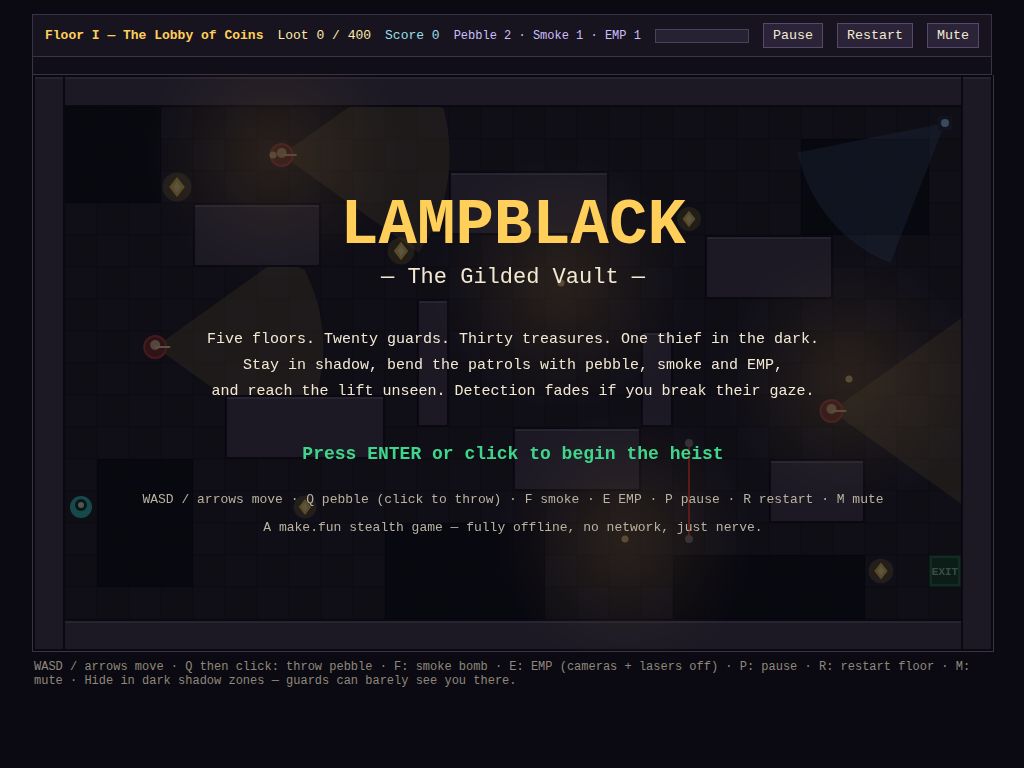 Floor I — The Lobby of Coins Loot 0 / 400 Score 0 Pebble 2 · Smoke 1 · EMP 1 Pause Restart Mute
LAMPBLACK
— The Gilded Vault —
Five floors. Twenty guards. Thirty treasures. One thief in the dark.
Stay in shadow, bend the patrols with pebble, smoke and EMP,
and reach the lift unseen. Detection fades if you break their gaze.
Press ENTER or click to begin the heist
WASD / arrows move · Q pebble (click to throw) · F smoke · E EMP · P pause · R restart · M mute
A make.fun stealth game — fully offline, no network, just nerve.
EXIT
WASD / arrows move · Q then click: throw pebble · F: smoke bomb · E: EMP (cameras + lasers off) · P: pause · R: restart floor · M:
mute · Hide in dark shadow zones — guards can barely see you there.